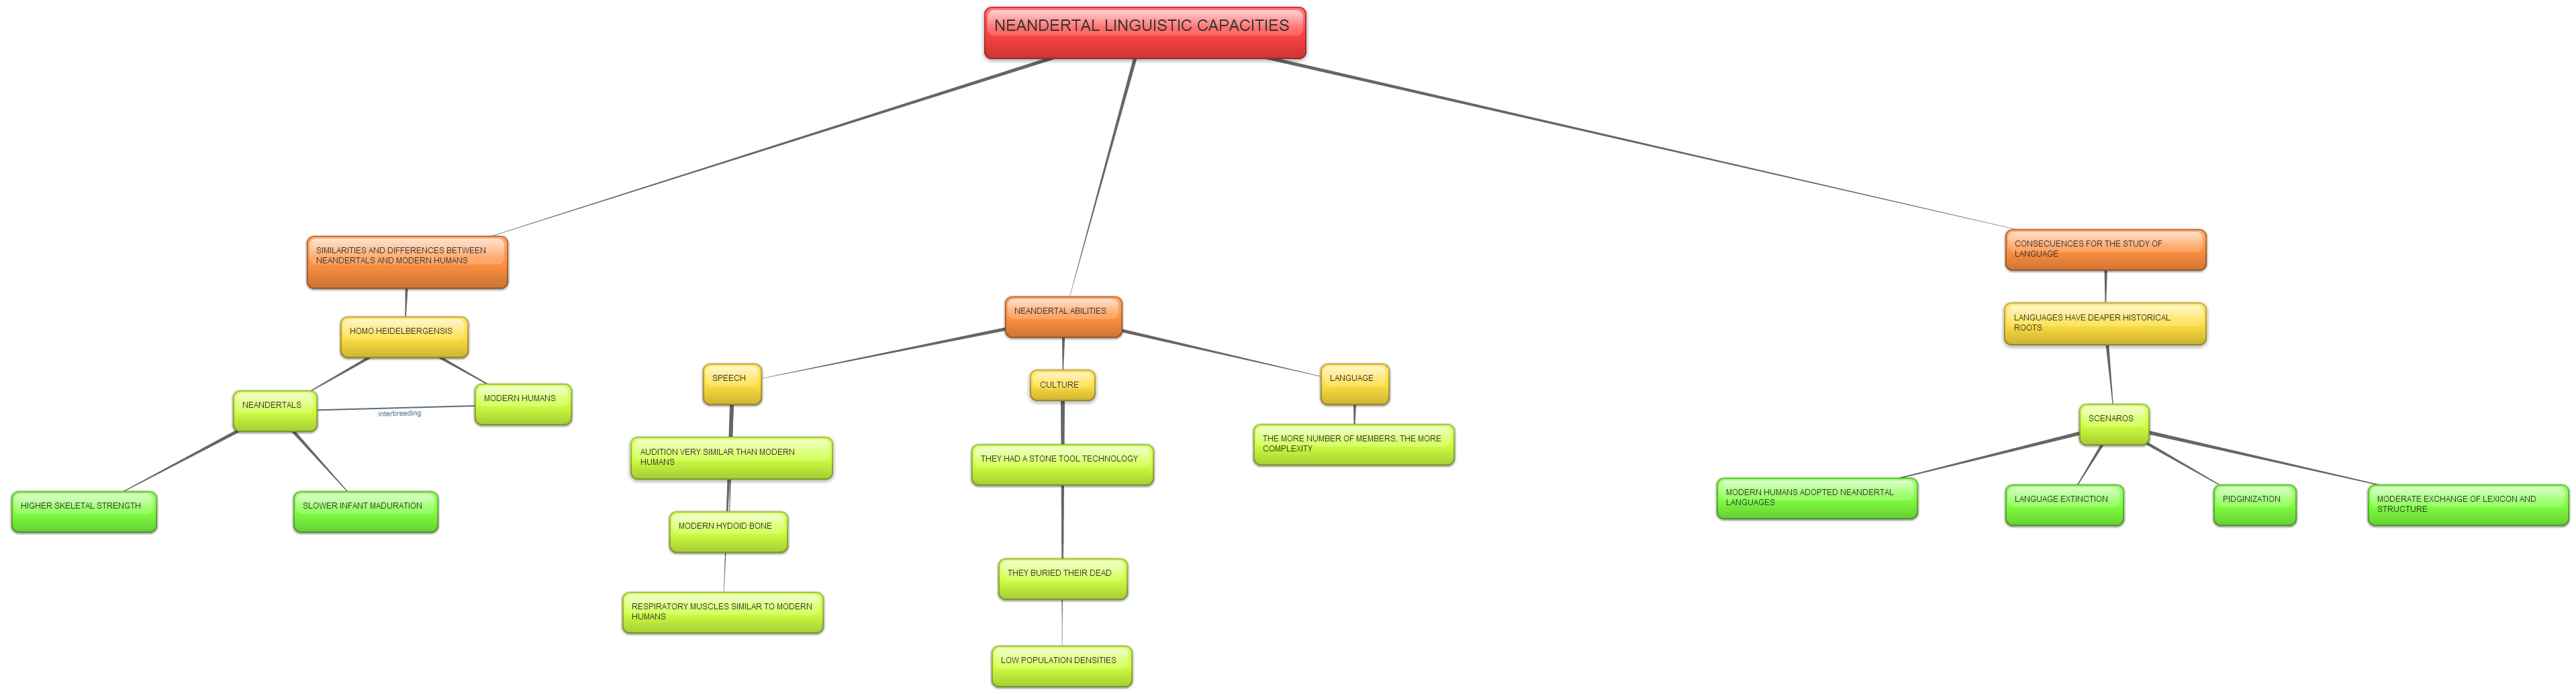 NEANDERTAL LINGUISTIC CAPACITIES
SIMILARITIES AND DIFFERENCES BETWEEN
NEANDERTALS AND MODERN HUMANS
HOMO HEIDELBERGENSIS
NEANDERTALS
interbreeding
MODERN HUMANS
HIGHER SKELETAL STRENGTH
SLOWER INFANT MADURATION
NEANDERTAL ABILITIES
SPEECH
AUDITION VERY SIMILAR THAN MODERN
HUMANS
MODERN HYDOID BONE
RESPIRATORY MUSCLES SIMILAR TO MODERN
HUMANS
CULTURE
THEY HAD A STONE TOOL TECHNOLOGY
THEY BURIED THEIR DEAD
LOW POPULATION DENSITIES
LANGUAGE
THE MORE NUMBER OF MEMBERS, THE MORE
COMPLEXITY
CONSECUENCES FOR THE STUDY OF
LANGUAGE
LANGUAGES HAVE DEAPER HISTORICAL
ROOTS
SCENAROS
MODERN HUMANS ADOPTED NEANDERTAL
LANGUAGES
LANGUAGE EXTINCTION
PIDGINIZATION
MODERATE EXCHANGE OF LEXICON AND
STRUCTURE